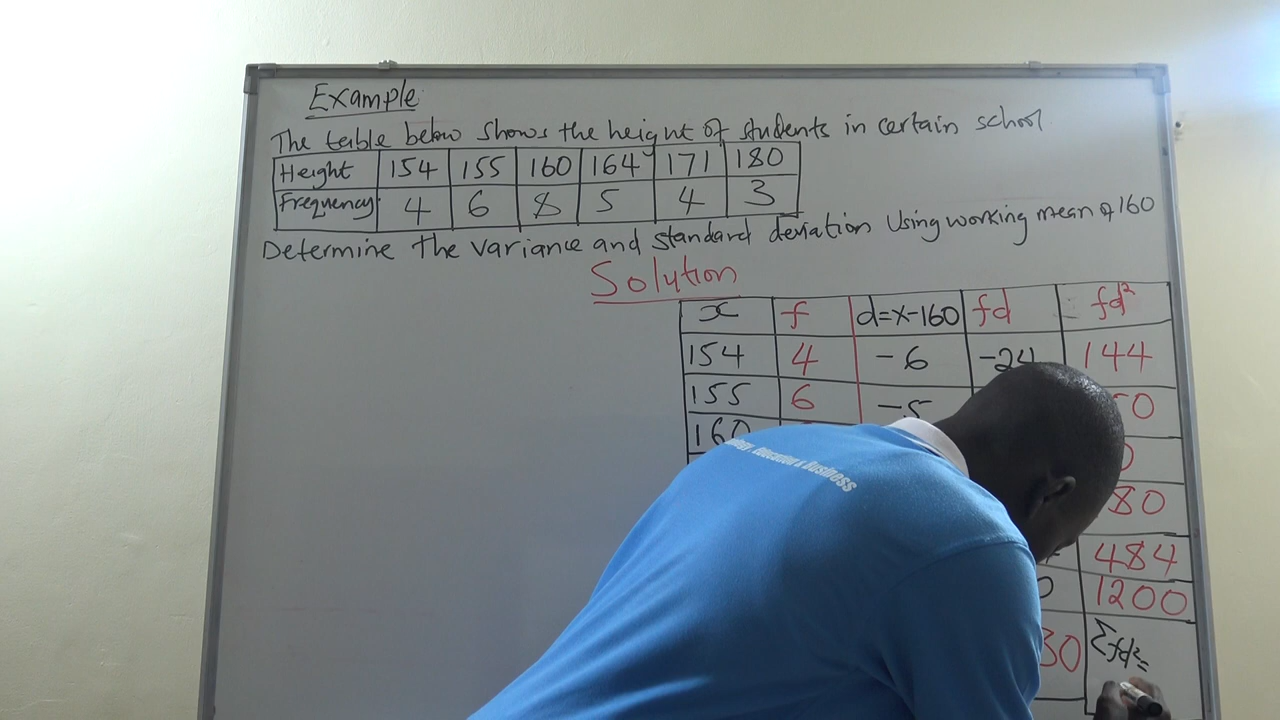 Example
The table below shows the height of students in certain school
Height 154 155 160 164 171 180
Frequency 4 6 8 5 4 3
Determine the variance and standard deviation Using working mean of 160
Solution
x f d=x-160 fd fd²
154 4 -6 -24 144
155 6 -5
160
80
484
1200
30 Σfd²=
Education & Business